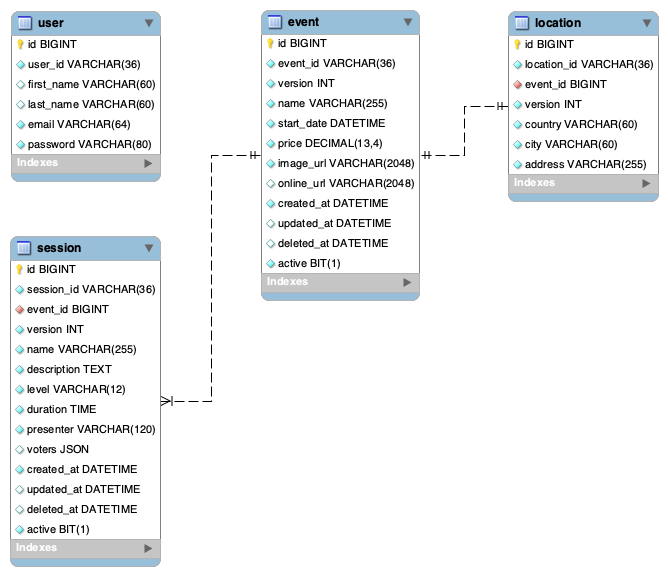 user
id BIGINT
user_id VARCHAR(36)
first_name VARCHAR(60)
last_name VARCHAR(60)
email VARCHAR(64)
password VARCHAR(80)
Indexes
event
id BIGINT
event_id VARCHAR(36)
version INT
name VARCHAR(255)
start_date DATETIME
price DECIMAL(13,4)
image_url VARCHAR(2048)
online_url VARCHAR(2048)
created_at DATETIME
updated_at DATETIME
deleted_at DATETIME
active BIT(1)
Indexes
location
id BIGINT
location_id VARCHAR(36)
event_id BIGINT
version INT
country VARCHAR(60)
city VARCHAR(60)
address VARCHAR(255)
Indexes
session
id BIGINT
session_id VARCHAR(36)
event_id BIGINT
version INT
name VARCHAR(255)
description TEXT
level VARCHAR(12)
duration TIME
presenter VARCHAR(120)
voters JSON
created_at DATETIME
updated_at DATETIME
deleted_at DATETIME
active BIT(1)
Indexes